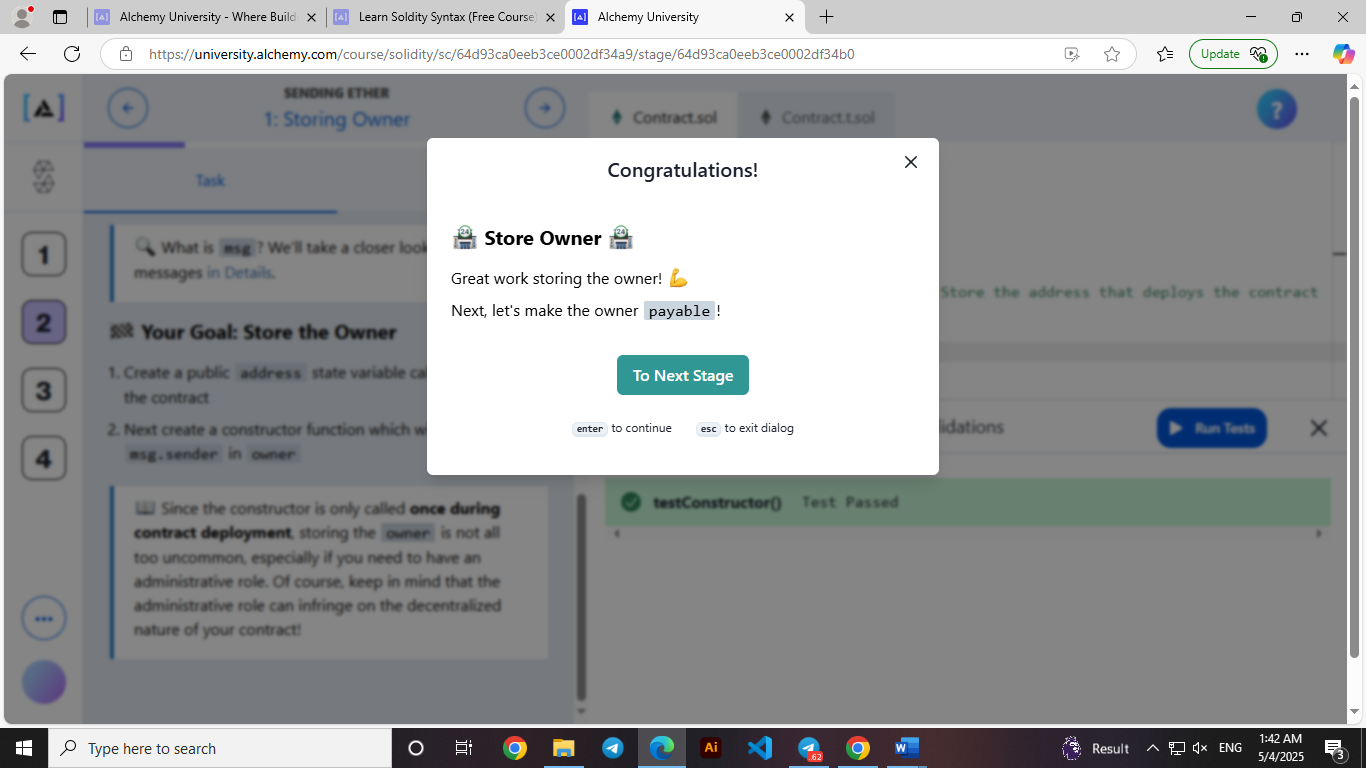 Alchemy University - Where Build
Learn Soldity Syntax (Free Course)
Alchemy University
https://university.alchemy.com/course/solidity/sc/64d93ca0eeb3ce0002df34a9/stage/64d93ca0eeb3ce0002df34b0
Update
SENDING ETHER
1: Storing Owner
Contract.sol
Contract.t.sol
?
Task
1
2
3
4
What is msg? We'll take a closer look
messages in Details.
Your Goal: Store the Owner
1. Create a public address state variable
the contract
2. Next create a constructor function which
msg.sender in owner
Since the constructor is only called once during
contract deployment, storing the owner is not all
too uncommon, especially if you need to have an
administrative role. Of course, keep in mind that the
administrative role can infringe on the decentralized
nature of your contract!
Congratulations!
24 Store Owner 24
Great work storing the owner!
Next, let's make the owner payable!
To Next Stage
enter to continue esc to exit dialog
Store the address that deploys the contract
lidations
Run Tests
testConstructor() Test Passed
Type here to search
Ai
.62
Result
ENG
1:42 AM
5/4/2025
3